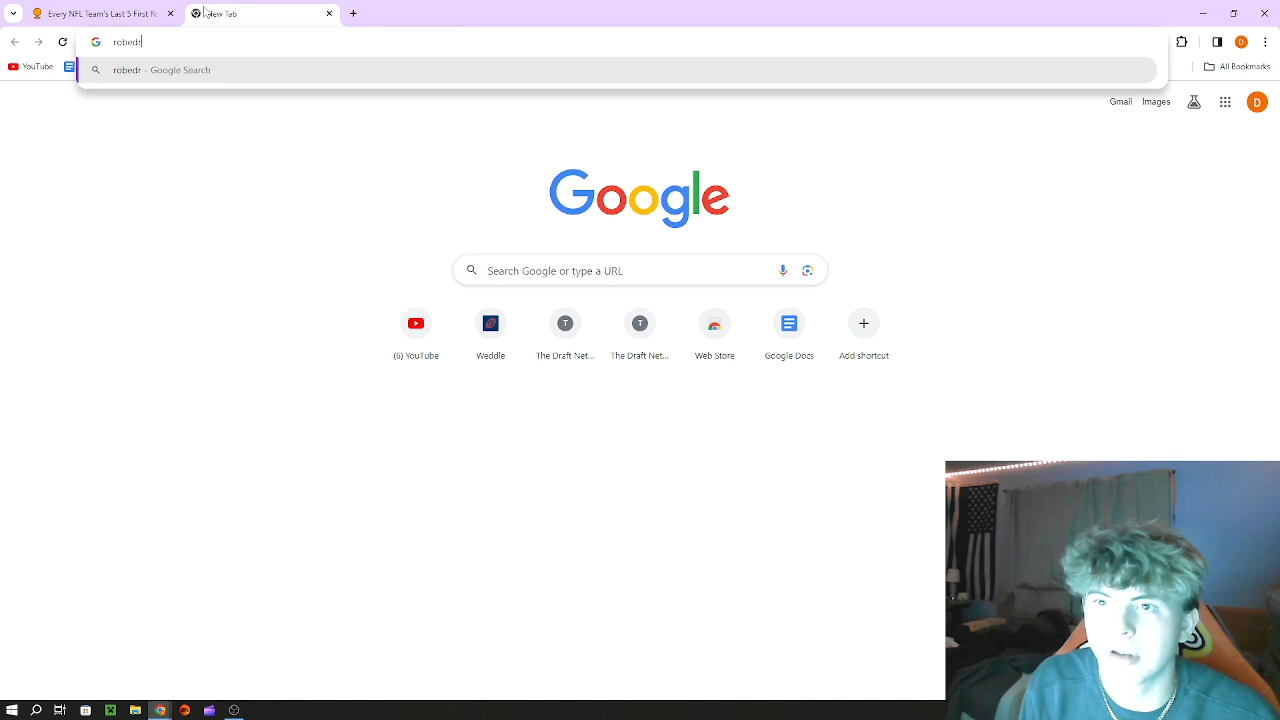 Every NFL Team's Last 5 First Ro
New Tab
robedr
YouTube
All Bookmarks
robedr - Google Search
Gmail
Images
D
Google
Search Google or type a URL
T
T
(6) YouTube
Weddle
The Draft Net...
The Draft Net...
Web Store
Google Docs
Add shortcut